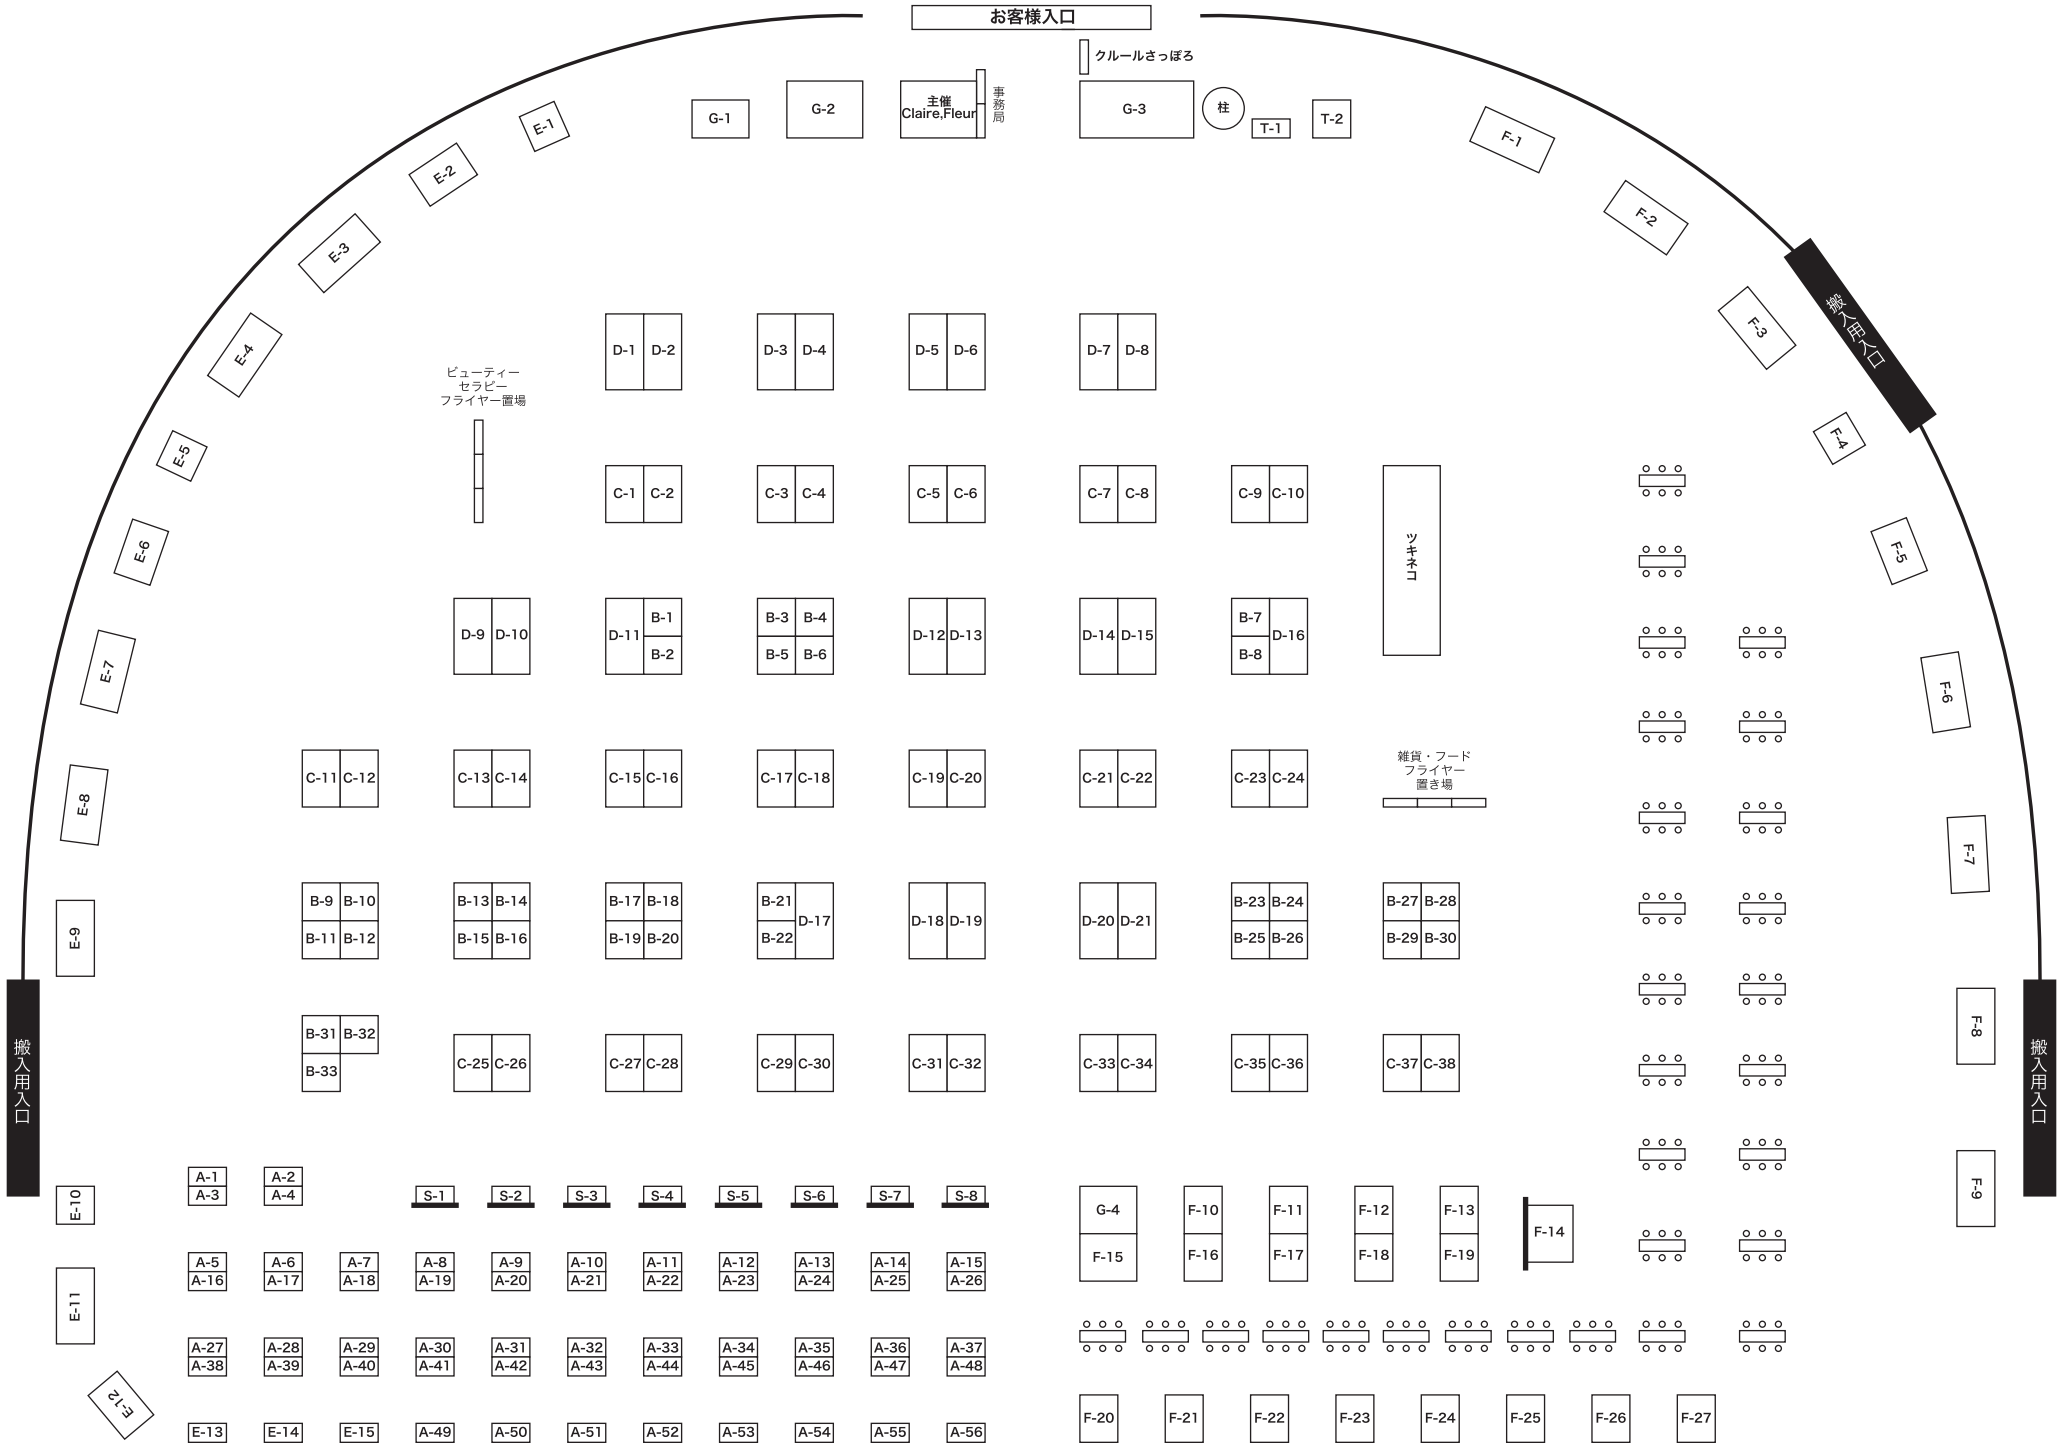 お客様入口
クルールさっぽろ
G-1
G-2
主催
Claire,Fleur
事務局
G-3
柱
T-1
T-2
E-1
E-2
E-3
E-4
E-5
E-6
E-7
E-8
E-9
搬入用入口
E-10
E-11
E-12
F-1
F-2
F-3
搬入用入口
F-4
F-5
F-6
F-7
F-8
搬入用入口
F-9
D-1 D-2 D-3 D-4 D-5 D-6 D-7 D-8
ビューティー
セラピー
フライヤー置場
C-1 C-2 C-3 C-4 C-5 C-6 C-7 C-8 C-9 C-10
ツキネコ
D-9 D-10 D-11 B-1 B-3 B-4 D-12 D-13 D-14 D-15 B-7 D-16
B-2 B-5 B-6 B-8
C-11 C-12 C-13 C-14 C-15 C-16 C-17 C-18 C-19 C-20 C-21 C-22 C-23 C-24
雑貨・フード
フライヤー
置き場
B-9 B-10 B-13 B-14 B-17 B-18 B-21 D-17 D-18 D-19 D-20 D-21 B-23 B-24 B-27 B-28
B-11 B-12 B-15 B-16 B-19 B-20 B-22 B-25 B-26 B-29 B-30
B-31 B-32
B-33
C-25 C-26 C-27 C-28 C-29 C-30 C-31 C-32 C-33 C-34 C-35 C-36 C-37 C-38
A-1 A-2
A-3 A-4
S-1 S-2 S-3 S-4 S-5 S-6 S-7 S-8
G-4 F-10 F-11 F-12 F-13
F-14
F-15 F-16 F-17 F-18 F-19
A-5 A-6 A-7 A-8 A-9 A-10 A-11 A-12 A-13 A-14 A-15
A-16 A-17 A-18 A-19 A-20 A-21 A-22 A-23 A-24 A-25 A-26
A-27 A-28 A-29 A-30 A-31 A-32 A-33 A-34 A-35 A-36 A-37
A-38 A-39 A-40 A-41 A-42 A-43 A-44 A-45 A-46 A-47 A-48
E-13 E-14 E-15 A-49 A-50 A-51 A-52 A-53 A-54 A-55 A-56
F-20 F-21 F-22 F-23 F-24 F-25 F-26 F-27